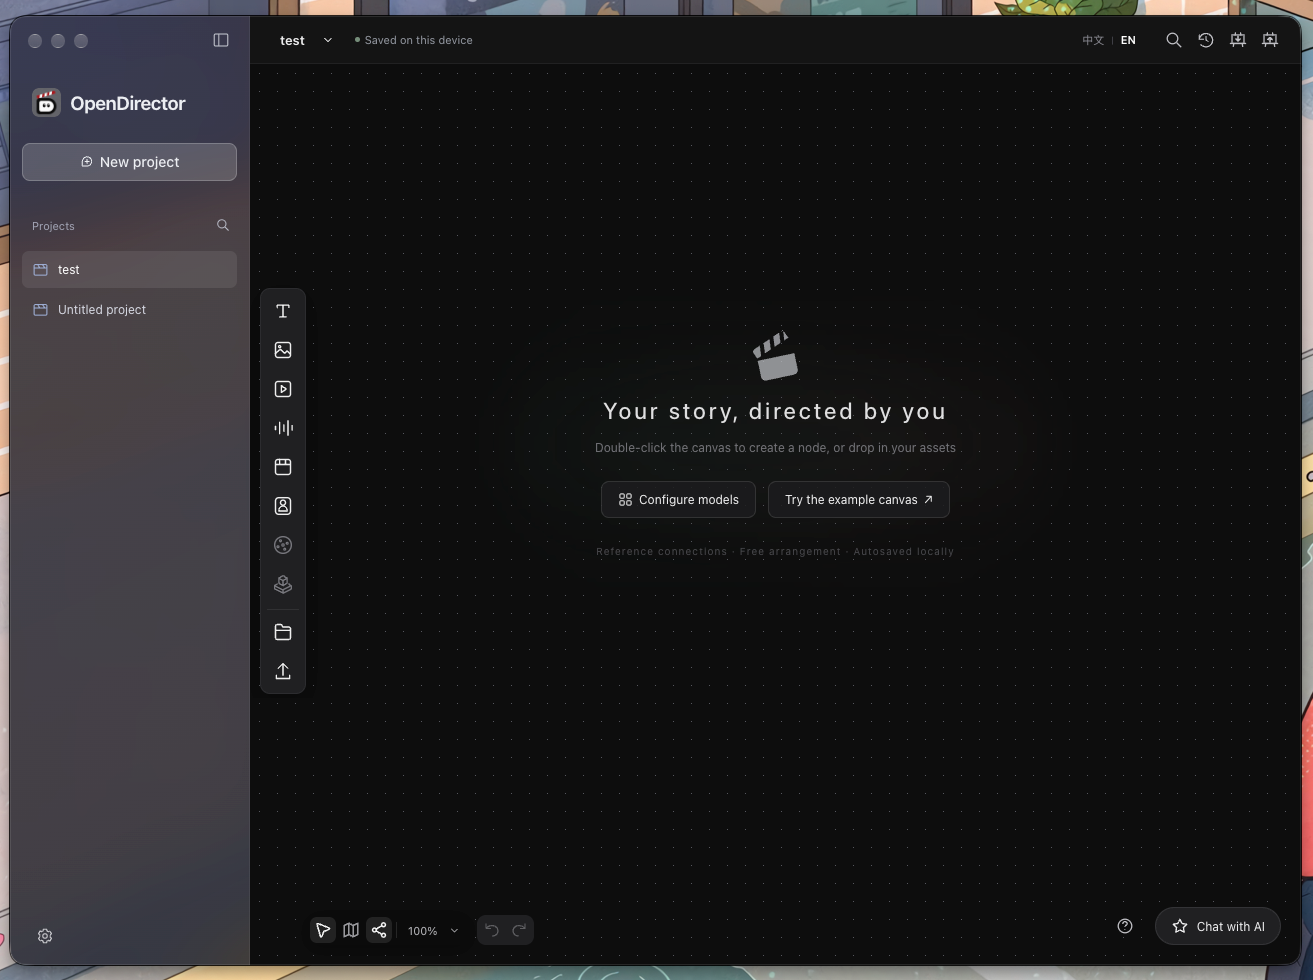 test
Saved on this device
中文
EN
OpenDirector
New project
Projects
test
Untitled project
Your story, directed by you
Double-click the canvas to create a node, or drop in your assets
Configure models
Try the example canvas
Reference connections · Free arrangement · Autosaved locally
100%
Chat with AI